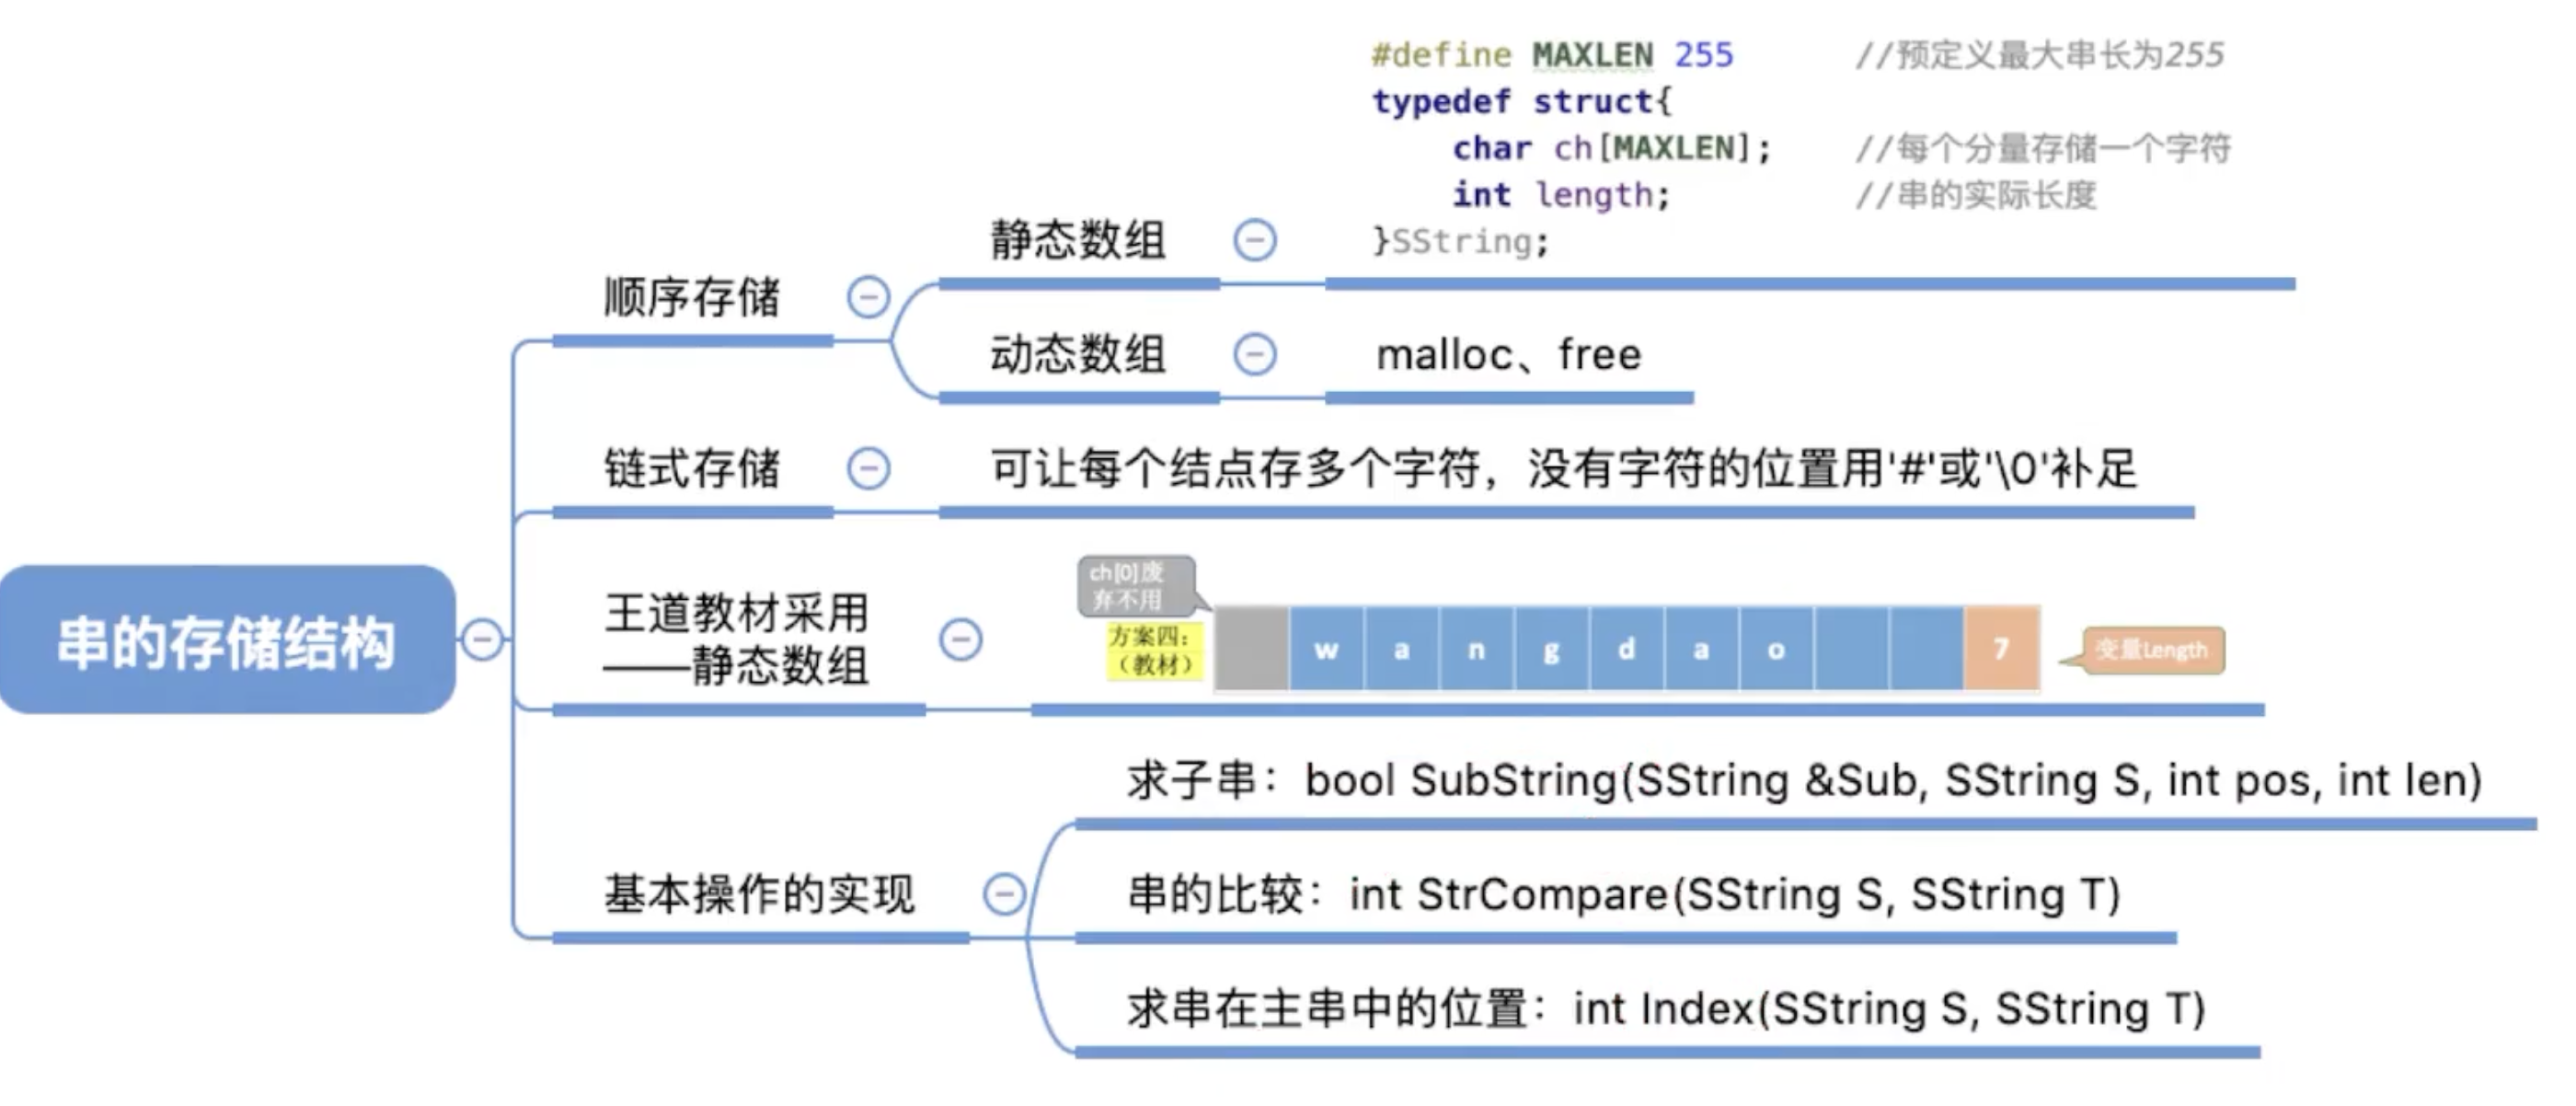 #define MAXLEN 255 //预定义最大串长为255
typedef struct{
char ch[MAXLEN]; //每个分量存储一个字符
int length; //串的实际长度
}SString;
静态数组
顺序存储
动态数组
malloc、free
链式存储
可让每个结点存多个字符，没有字符的位置用'#'或'\0'补足
串的存储结构
王道教材采用
——静态数组
ch[0]废
弃不用
方案四：
（教材）
w a n g d a o 7
变量Length
基本操作的实现
求子串：bool SubString(SString &Sub, SString S, int pos, int len)
串的比较：int StrCompare(SString S, SString T)
求串在主串中的位置：int Index(SString S, SString T)